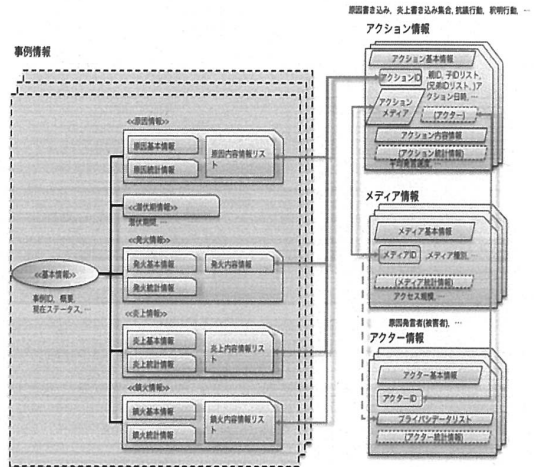 原因書き込み, 炎上書き込み集合, 抗議行動, 釈明行動, …
アクション情報
事例情報
アクション基本情報
アクションID
,親ID, 子IDリスト,
(兄弟IDリスト,)ア
クション日時, …
アクション
メディア
(アクター)
アクション内容情報
(アクション統計情報)
平均発言速度, …
<<原因情報>>
原因基本情報
原因統計情報
原因内容情報リス
ト
<<潜伏期情報>>
潜伏期間, …
<<発火情報>>
発火基本情報
発火内容情報
発火統計情報
<<基本情報>>
事例ID, 概要,
現在ステータス, …
<<炎上情報>>
炎上基本情報
炎上統計情報
炎上内容情報リス
ト
<<鎮火情報>>
鎮火基本情報
鎮火統計情報
鎮火内容情報リス
ト
メディア情報
メディア基本情報
メディアID
,メディア種別, …
(メディア統計情報)
アクセス規模, …
原因発言者(被害者), …
アクター情報
アクター基本情報
アクターID
プライバシデータリスト
(アクター統計情報)